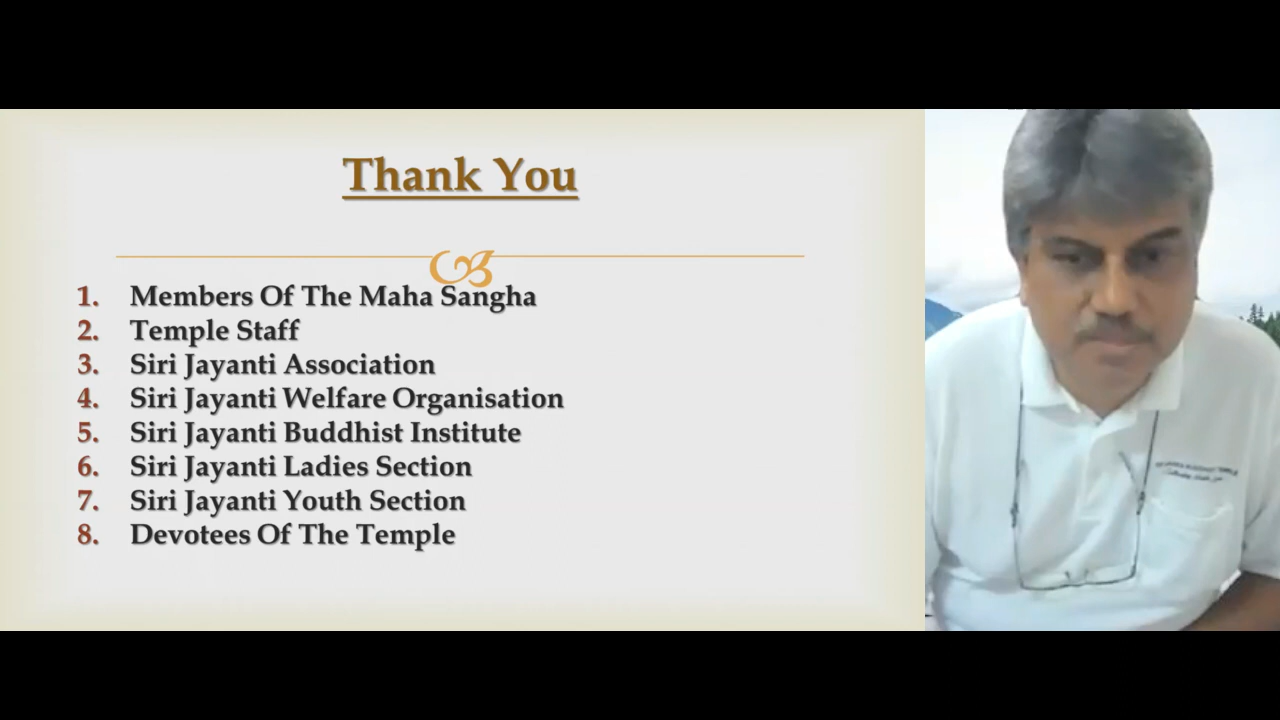 Thank You
1. Members Of The Maha Sangha
2. Temple Staff
3. Siri Jayanti Association
4. Siri Jayanti Welfare Organisation
5. Siri Jayanti Buddhist Institute
6. Siri Jayanti Ladies Section
7. Siri Jayanti Youth Section
8. Devotees Of The Temple
BUDDHIST TEMPLE